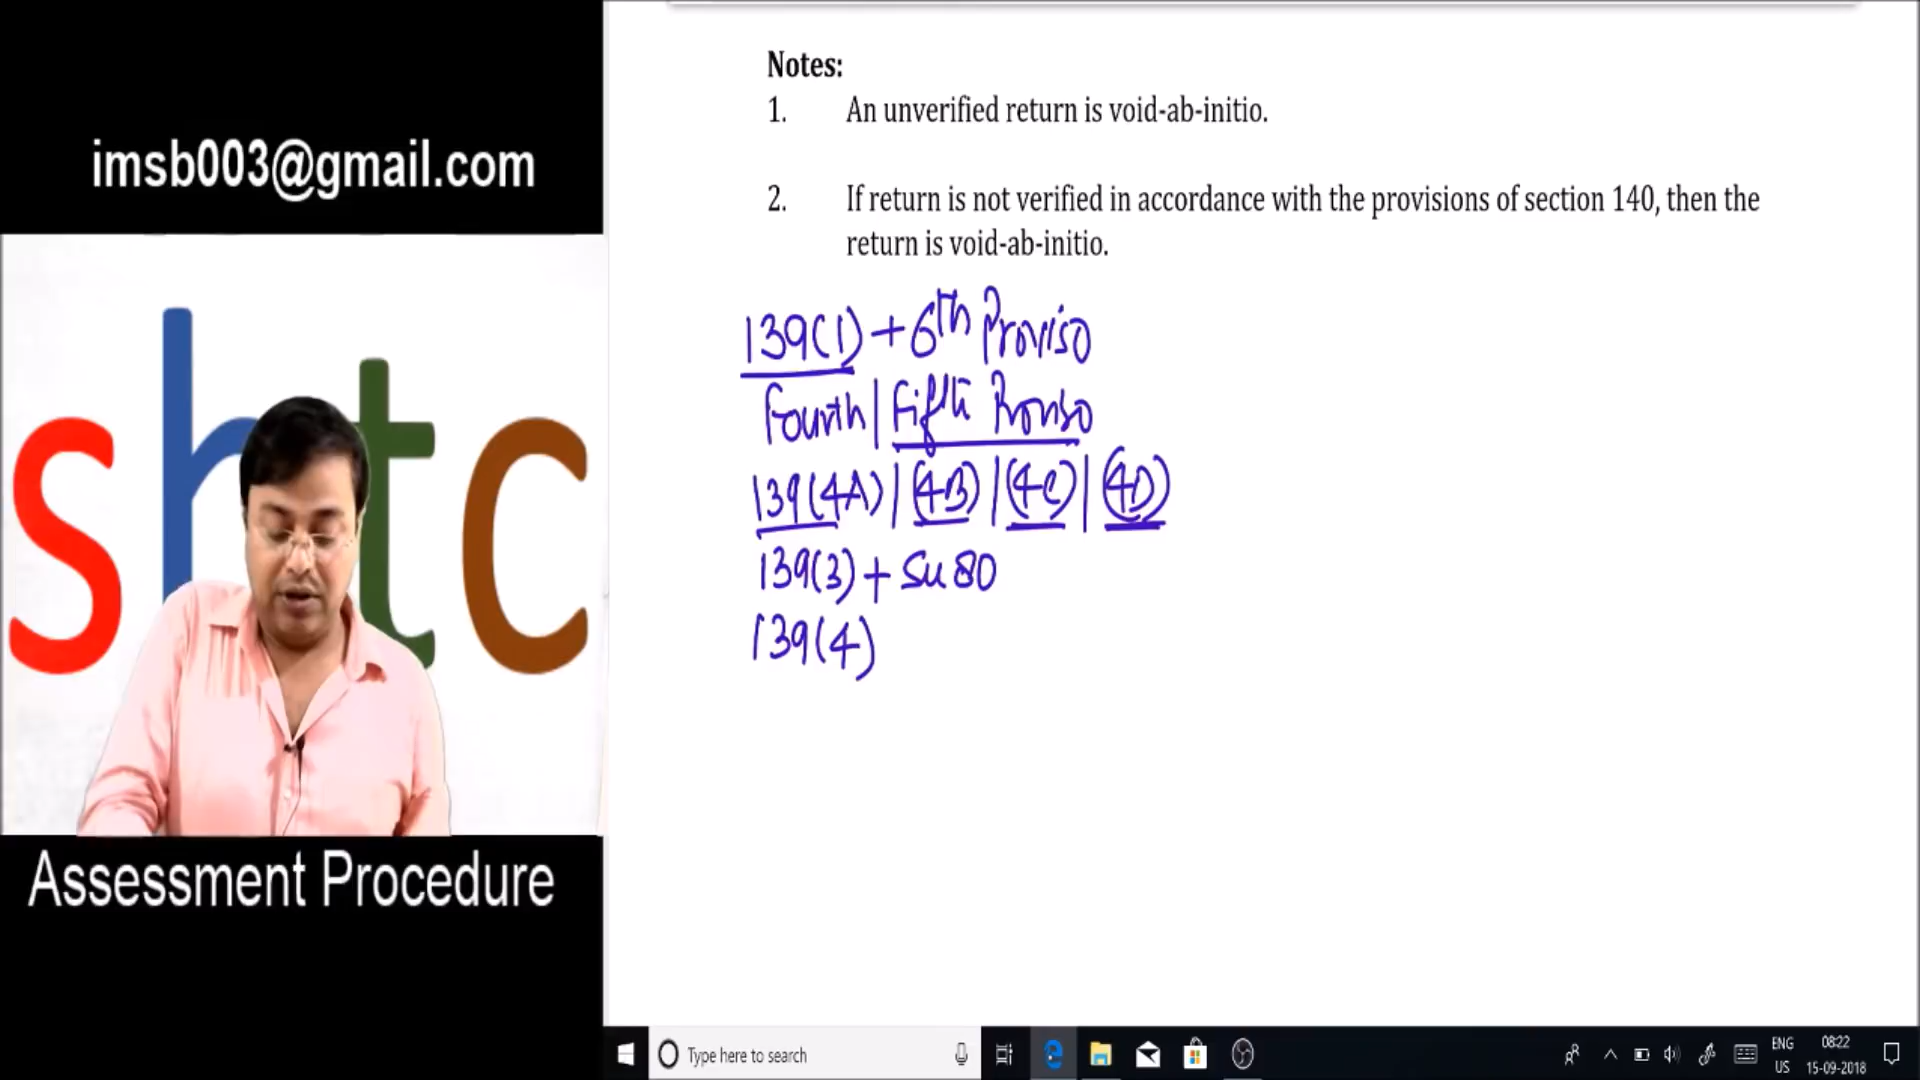 imsb003@gmail.com
shtc
Assessment Procedure
Notes:
1. An unverified return is void-ab-initio.
2. If return is not verified in accordance with the provisions of section 140, then the
return is void-ab-initio.
139(1) + 6th Proviso
Fourth | Fifth Proviso
139(4A) | (4B) | (4C) | (4D)
139(3) + Su 80
139(4)
Type here to search
ENG
US
08:22
15-09-2018